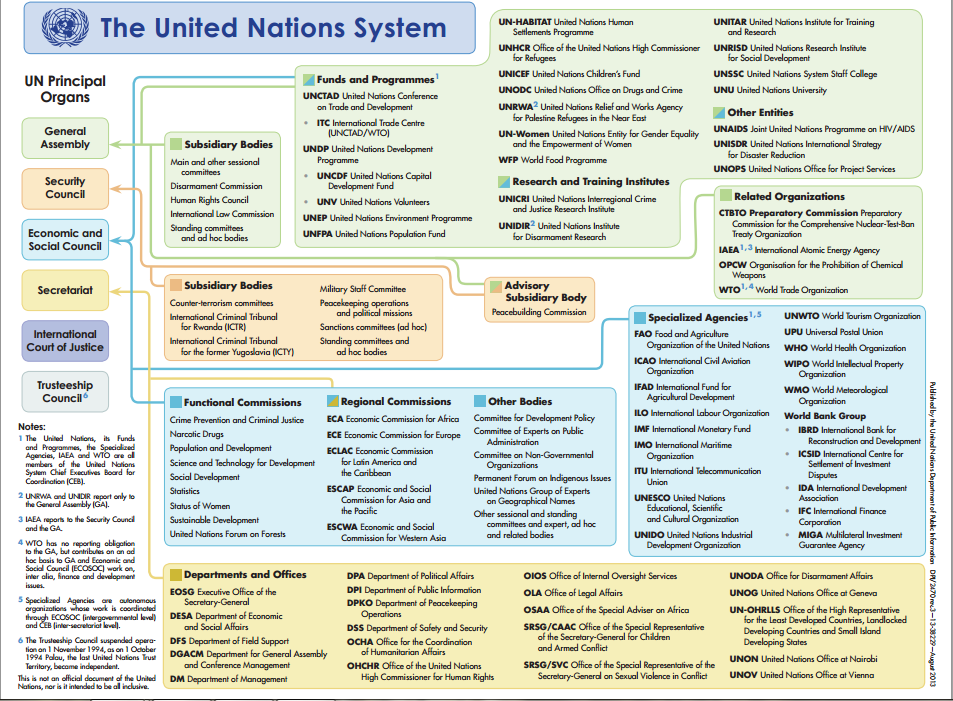 The United Nations System
UN Principal
Organs
General
Assembly
Security
Council
Economic and
Social Council
Secretariat
International
Court of Justice
Trusteeship
Council6
Subsidiary Bodies
Main and other sessional
committees
Disarmament Commission
Human Rights Council
International Law Commission
Standing committees
and ad hoc bodies
Funds and Programmes1
UNCTAD United Nations Conference
on Trade and Development
• ITC International Trade Centre
(UNCTAD/WTO)
UNDP United Nations Development
Programme
• UNCDF United Nations Capital
Development Fund
• UNV United Nations Volunteers
UNEP United Nations Environment Programme
UNFPA United Nations Population Fund
UN-HABITAT United Nations Human
Settlements Programme
UNHCR Office of the United Nations High Commissioner
for Refugees
UNICEF United Nations Children's Fund
UNODC United Nations Office on Drugs and Crime
UNRWA2 United Nations Relief and Works Agency
for Palestine Refugees in the Near East
UN-Women United Nations Entity for Gender Equality
and the Empowerment of Women
WFP World Food Programme
Research and Training Institutes
UNICRI United Nations Interregional Crime
and Justice Research Institute
UNIDIR2 United Nations Institute
for Disarmament Research
UNITAR United Nations Institute for Training
and Research
UNRISD United Nations Research Institute
for Social Development
UNSSC United Nations System Staff College
UNU United Nations University
Other Entities
UNAIDS Joint United Nations Programme on HIV/AIDS
UNISDR United Nations International Strategy
for Disaster Reduction
UNOPS United Nations Office for Project Services
Related Organizations
CTBTO Preparatory Commission Preparatory
Commission for the Comprehensive Nuclear-Test-Ban
Treaty Organization
IAEA1,3 International Atomic Energy Agency
OPCW Organisation for the Prohibition of Chemical
Weapons
WTO1,4 World Trade Organization
Subsidiary Bodies
Counter-terrorism committees
International Criminal Tribunal
for Rwanda (ICTR)
International Criminal Tribunal
for the former Yugoslavia (ICTY)
Military Staff Committee
Peacekeeping operations
and political missions
Sanctions committees (ad hoc)
Standing committees and
ad hoc bodies
Advisory
Subsidiary Body
Peacebuilding Commission
Functional Commissions
Crime Prevention and Criminal Justice
Narcotic Drugs
Population and Development
Science and Technology for Development
Social Development
Statistics
Status of Women
Sustainable Development
United Nations Forum on Forests
Regional Commissions
ECA Economic Commission for Africa
ECE Economic Commission for Europe
ECLAC Economic Commission
for Latin America and
the Caribbean
ESCAP Economic and Social
Commission for Asia and
the Pacific
ESCWA Economic and Social
Commission for Western Asia
Other Bodies
Committee for Development Policy
Committee of Experts on Public
Administration
Committee on Non-Governmental
Organizations
Permanent Forum on Indigenous Issues
United Nations Group of Experts
on Geographical Names
Other sessional and standing
committees and expert, ad hoc
and related bodies
Specialized Agencies1,5
FAO Food and Agriculture
Organization of the United Nations
ICAO International Civil Aviation
Organization
IFAD International Fund for
Agricultural Development
ILO International Labour Organization
IMF International Monetary Fund
IMO International Maritime
Organization
ITU International Telecommunication
Union
UNESCO United Nations
Educational, Scientific
and Cultural Organization
UNIDO United Nations Industrial
Development Organization
UNWTO World Tourism Organization
UPU Universal Postal Union
WHO World Health Organization
WIPO World Intellectual Property
Organization
WMO World Meteorological
Organization
World Bank Group
• IBRD International Bank for
Reconstruction and Development
• ICSID International Centre for
Settlement of Investment
Disputes
• IDA International Development
Association
• IFC International Finance
Corporation
• MIGA Multilateral Investment
Guarantee Agency
Departments and Offices
EOSG Executive Office of the
Secretary-General
DESA Department of Economic
and Social Affairs
DFS Department of Field Support
DGACM Department for General Assembly
and Conference Management
DM Department of Management
DPA Department of Political Affairs
DPI Department of Public Information
DPKO Department of Peacekeeping
Operations
DSS Department of Safety and Security
OCHA Office for the Coordination
of Humanitarian Affairs
OHCHR Office of the United Nations
High Commissioner for Human Rights
OIOS Office of Internal Oversight Services
OLA Office of Legal Affairs
OSAA Office of the Special Adviser on Africa
SRSG/CAAC Office of the Special Representative
of the Secretary-General for Children
and Armed Conflict
SRSG/SVC Office of the Special Representative of the
Secretary-General on Sexual Violence in Conflict
UNODA Office for Disarmament Affairs
UNOG United Nations Office at Geneva
UN-OHRLLS Office of the High Representative
for the Least Developed Countries, Landlocked
Developing Countries and Small Island
Developing States
UNON United Nations Office at Nairobi
UNOV United Nations Office at Vienna
Notes:
1 The United Nations, its Funds
and Programmes, the Specialized
Agencies, IAEA and WTO are all
members of the United Nations
System Chief Executives Board for
Coordination (CEB).
2 UNRWA and UNIDIR report only to
the General Assembly (GA).
3 IAEA reports to the Security Council
and the GA.
4 WTO has no reporting obligation
to the GA, but contributes on an ad
hoc basis to GA and Economic and
Social Council (ECOSOC) work on,
inter alia, finance and development
issues.
5 Specialized Agencies are autonomous
organizations whose work is coordinated
through ECOSOC (intergovernmental level)
and CEB (inter-secretariat level).
6 The Trusteeship Council suspended opera-
tion on 1 November 1994, as on 1 October
1994 Palau, the last United Nations Trust
Territory, became independent.
This is not an official document of the United
Nations, nor is it intended to be all inclusive.
Published by the United Nations Department of Public Information DPI/2470rev.3—13-38229—August 2013